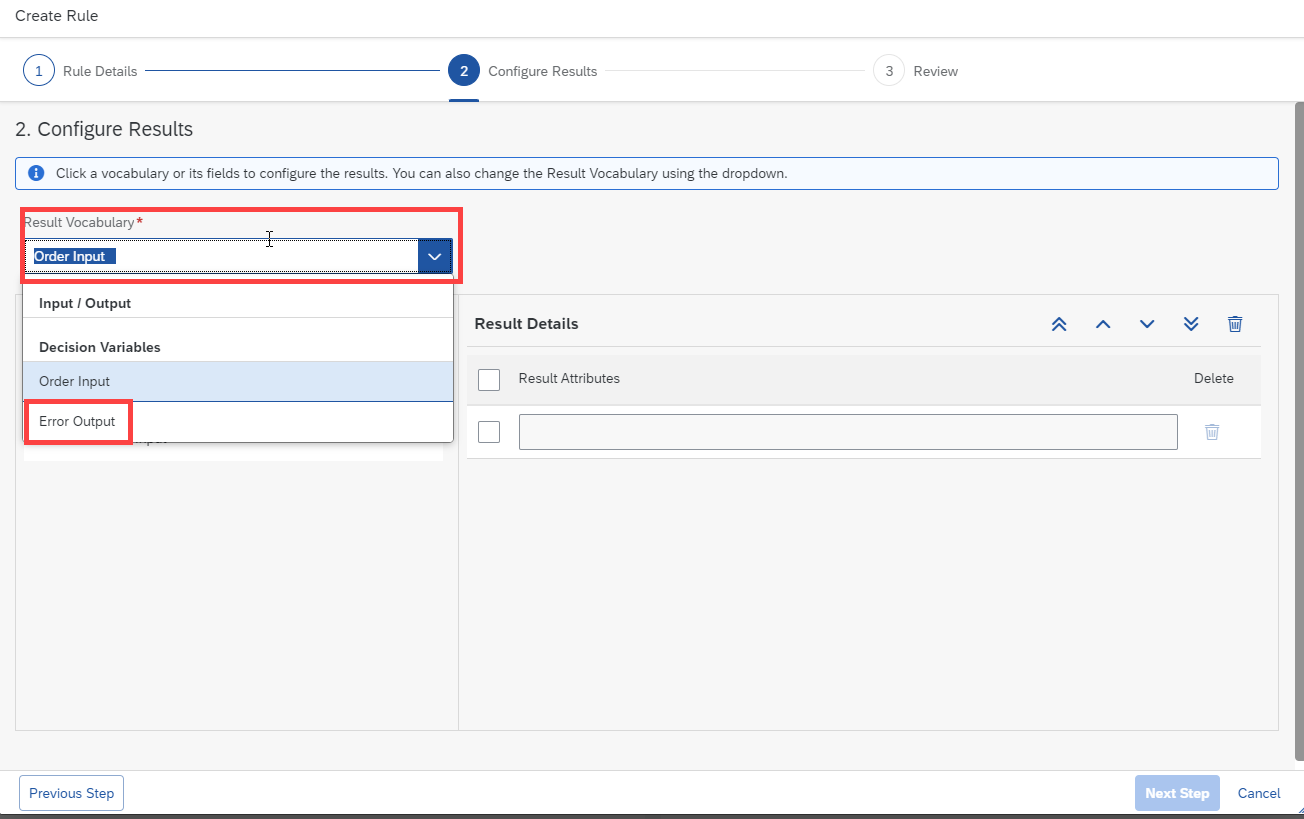 Create Rule
1 Rule Details 2 Configure Results 3 Review
2. Configure Results
Click a vocabulary or its fields to configure the results. You can also change the Result Vocabulary using the dropdown.
Result Vocabulary*
Order Input
Input / Output
Decision Variables
Order Input
Error Output
Result Details
Result Attributes Delete
Previous Step Next Step Cancel